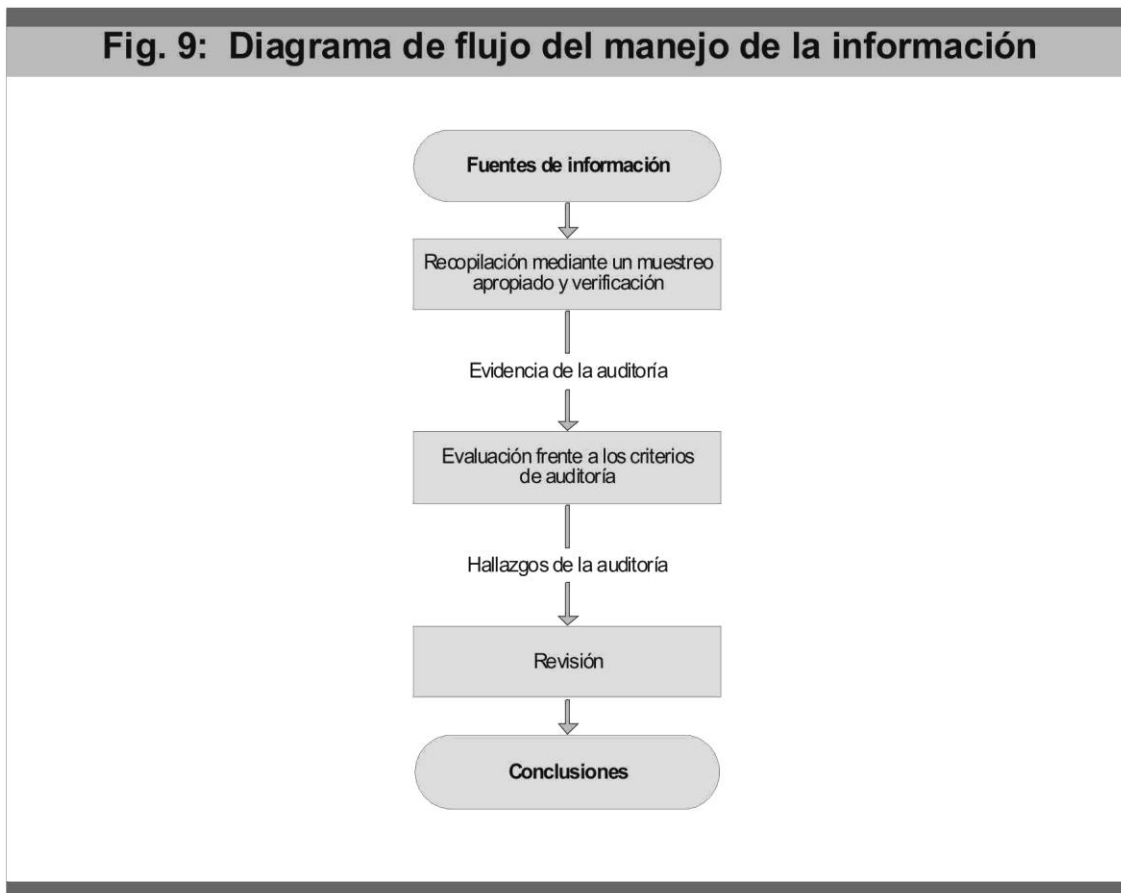 Fig. 9: Diagrama de flujo del manejo de la información
Fuentes de información
Recopilación mediante un muestreo
apropiado y verificación
Evidencia de la auditoría
Evaluación frente a los criterios
de auditoría
Hallazgos de la auditoría
Revisión
Conclusiones